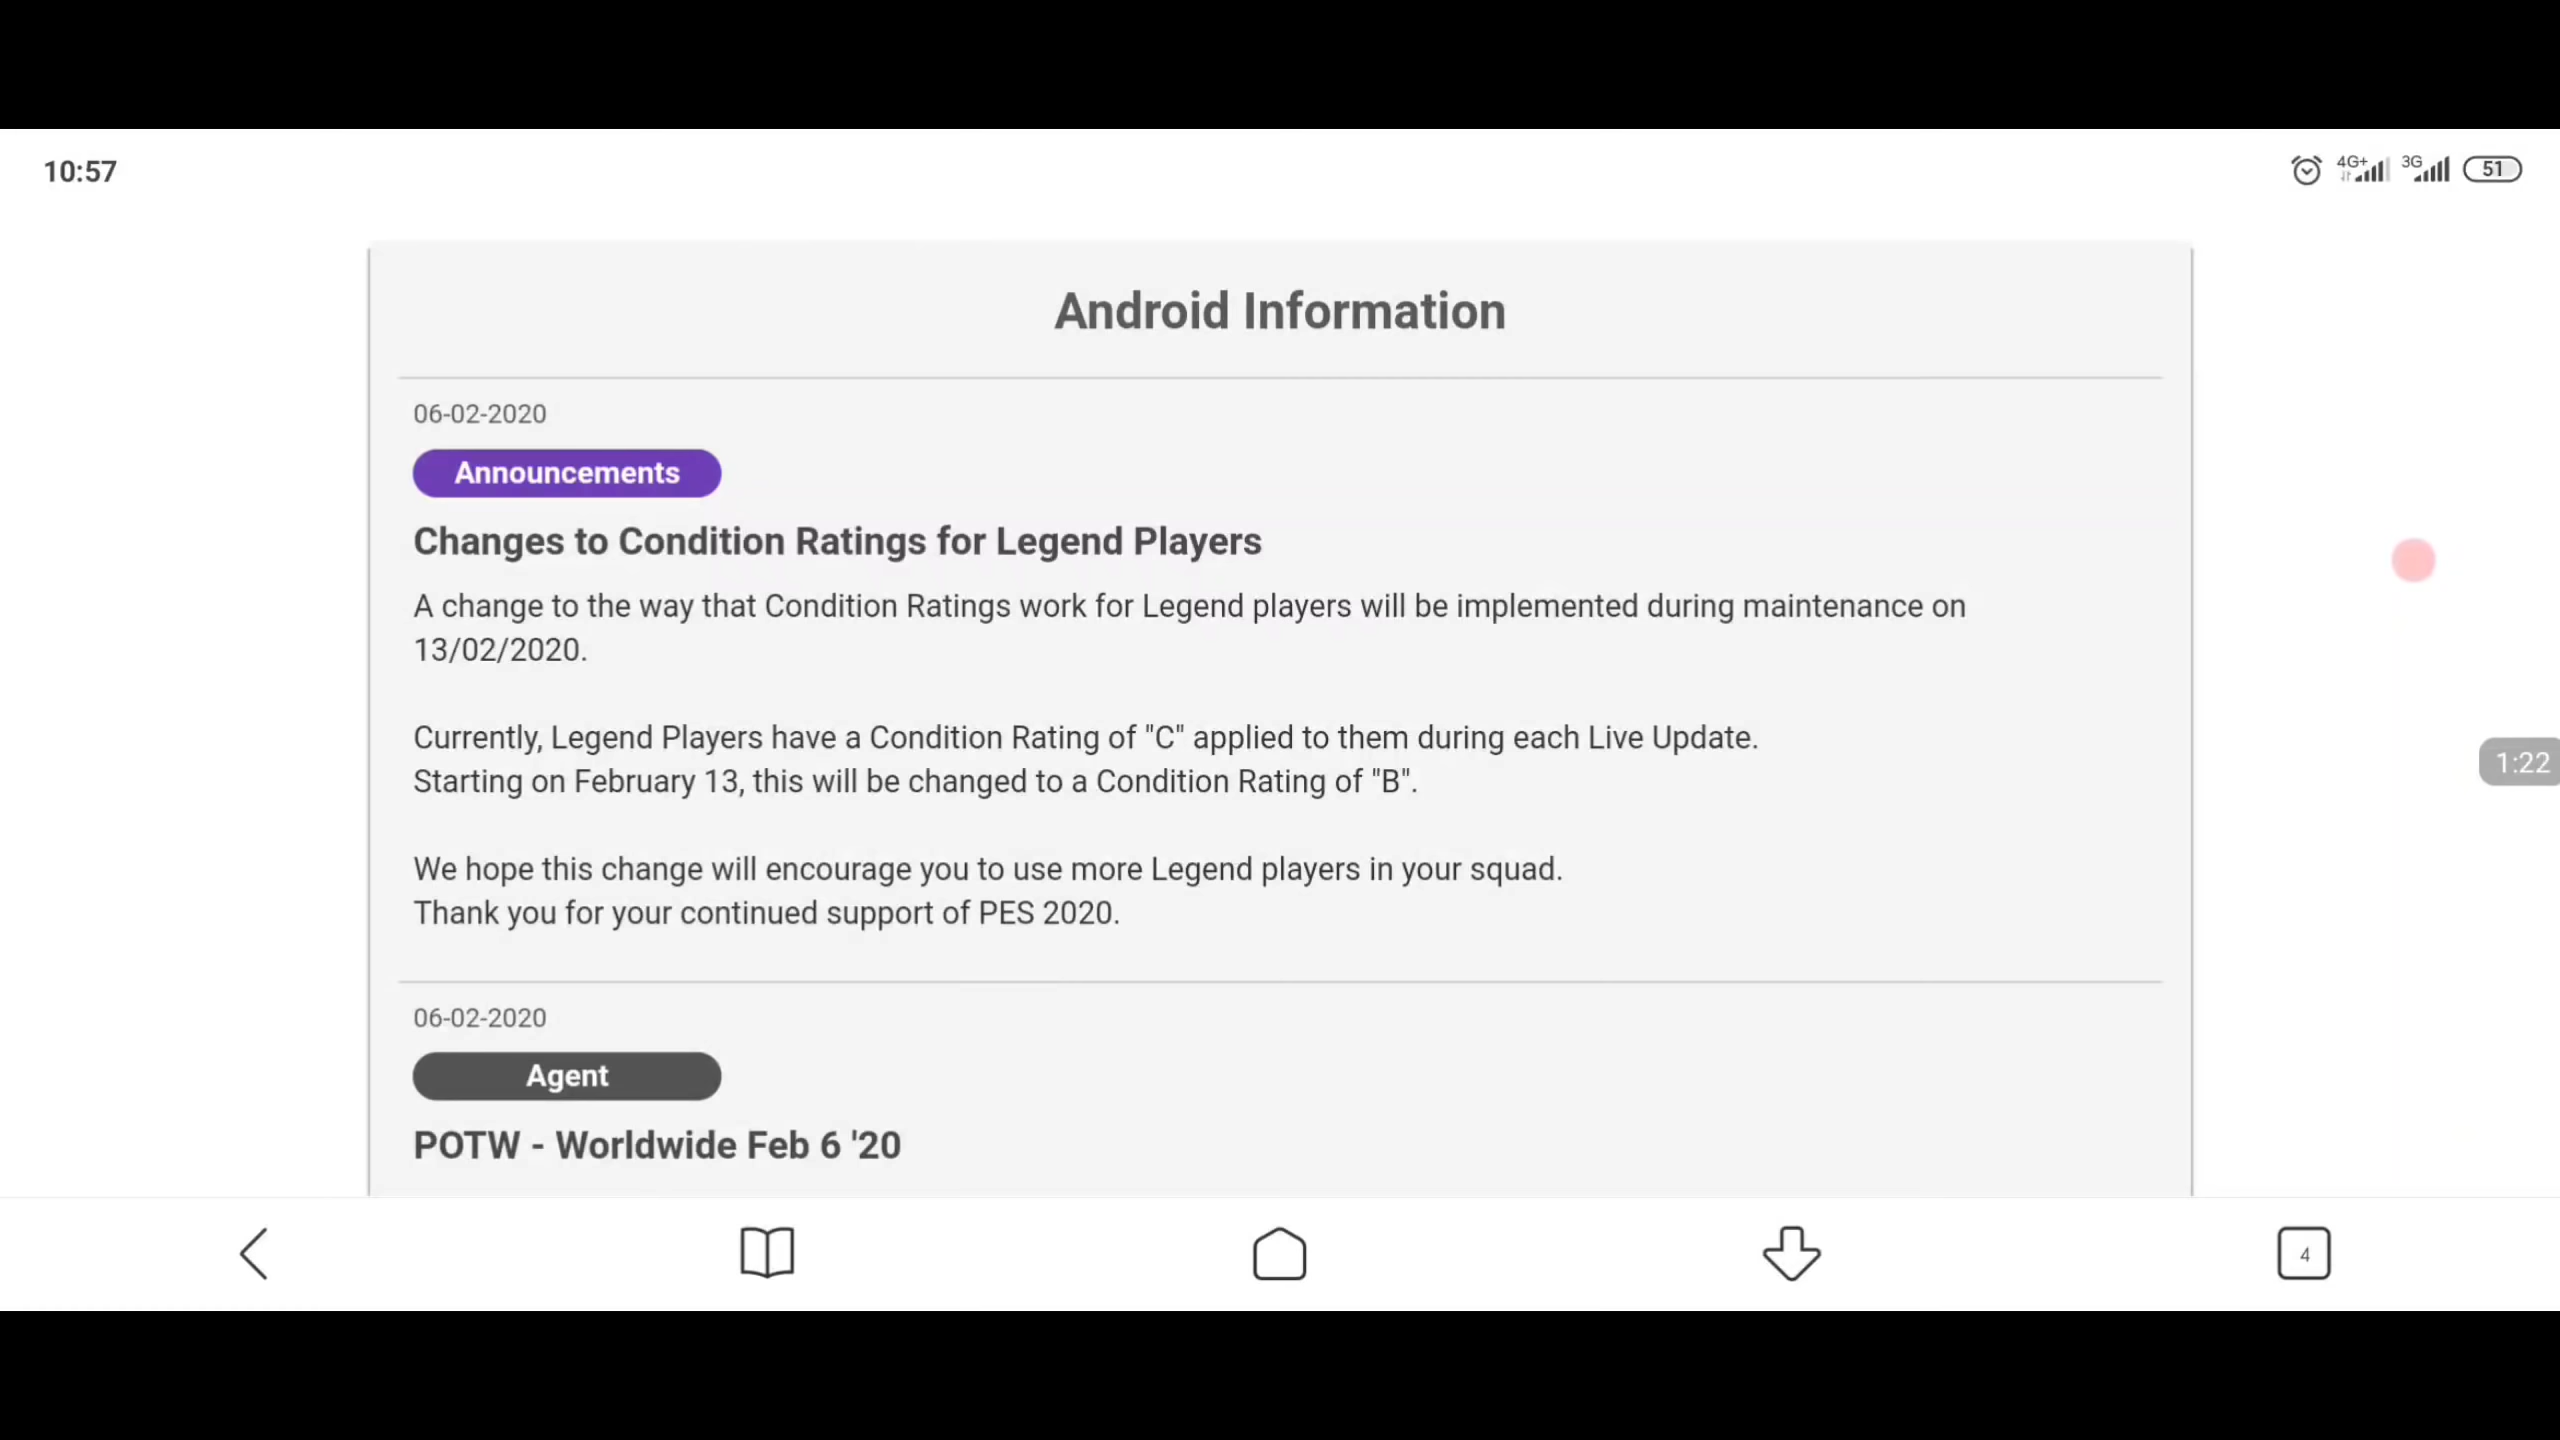 10:57
4G+
3G
51
Android Information
06-02-2020
Announcements
Changes to Condition Ratings for Legend Players
A change to the way that Condition Ratings work for Legend players will be implemented during maintenance on
13/02/2020.
Currently, Legend Players have a Condition Rating of "C" applied to them during each Live Update.
Starting on February 13, this will be changed to a Condition Rating of "B".
1:22
We hope this change will encourage you to use more Legend players in your squad.
Thank you for your continued support of PES 2020.
06-02-2020
Agent
POTW - Worldwide Feb 6 '20
4